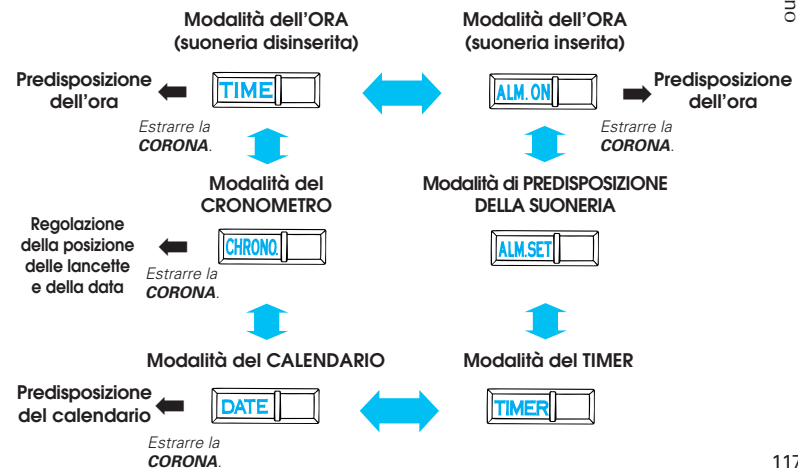 Modalità dell'ORA
(suoneria disinserita)
Modalità dell'ORA
(suoneria inserita)
no
Predisposizione
dell'ora
TIME
ALM. ON
Predisposizione
dell'ora
Estrarre la
CORONA.
Estrarre la
CORONA.
Modalità del
CRONOMETRO
Modalità di PREDISPOSIZIONE
DELLA SUONERIA
Regolazione
della posizione
delle lancette
e della data
CHRONO.
ALM.SET
Estrarre la
CORONA.
Modalità del CALENDARIO
Modalità del TIMER
Predisposizione
del calendario
DATE
TIMER
Estrarre la
CORONA.
117